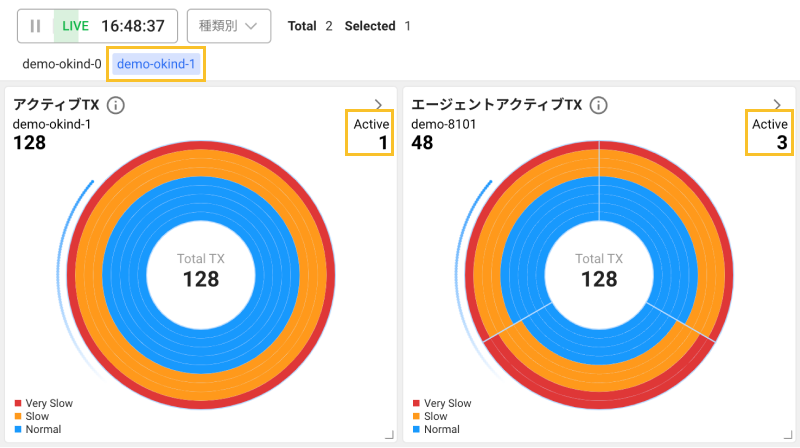 LIVE 16:48:37 種類別 Total 2 Selected 1
demo-okind-0 demo-okind-1
アクティブTX
demo-okind-1 Active
128 1
Total TX
128
Very Slow
Slow
Normal
エージェントアクティブTX
demo-8101 Active
48 3
Total TX
128
Very Slow
Slow
Normal